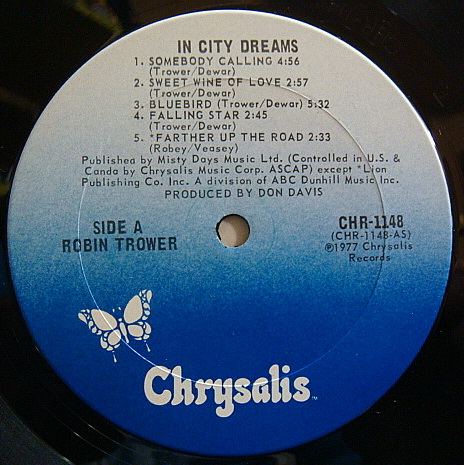 IN CITY DREAMS
1. SOMEBODY CALLING 4:56
(Trower/Dewar)
2. SWEET WINE OF LOVE 2:57
(Trower/Dewar)
3. BLUEBIRD (Trower/Dewar) 5:32
4. FALLING STAR 2:45
(Trower/Dewar)
5. *FARTHER UP THE ROAD 2:33
(Robey/Veasey)
Published by Misty Days Music Ltd. (Controlled in U.S. &
Canda by Chrysalis Music Corp. ASCAP) except *Lion
Publishing Co. Inc. A division of ABC Dunhill Music Inc.
PRODUCED BY DON DAVIS
SIDE A
ROBIN TROWER
CHR-1148
(CHR-1148-AS)
℗1977 Chrysalis
Records
Chrysalis™